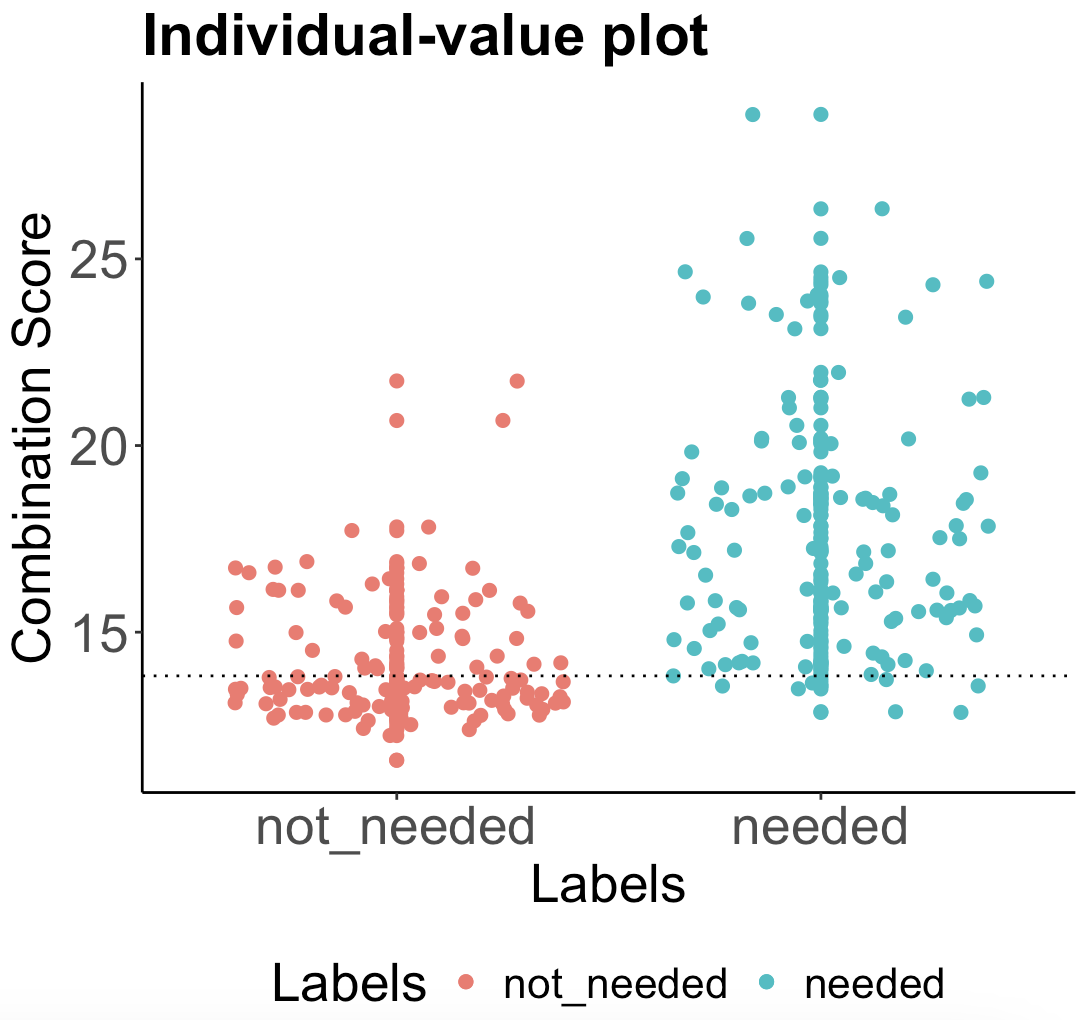 Individual-value plot
Combination Score
25
20
15
not_needed needed
Labels
Labels not_needed needed